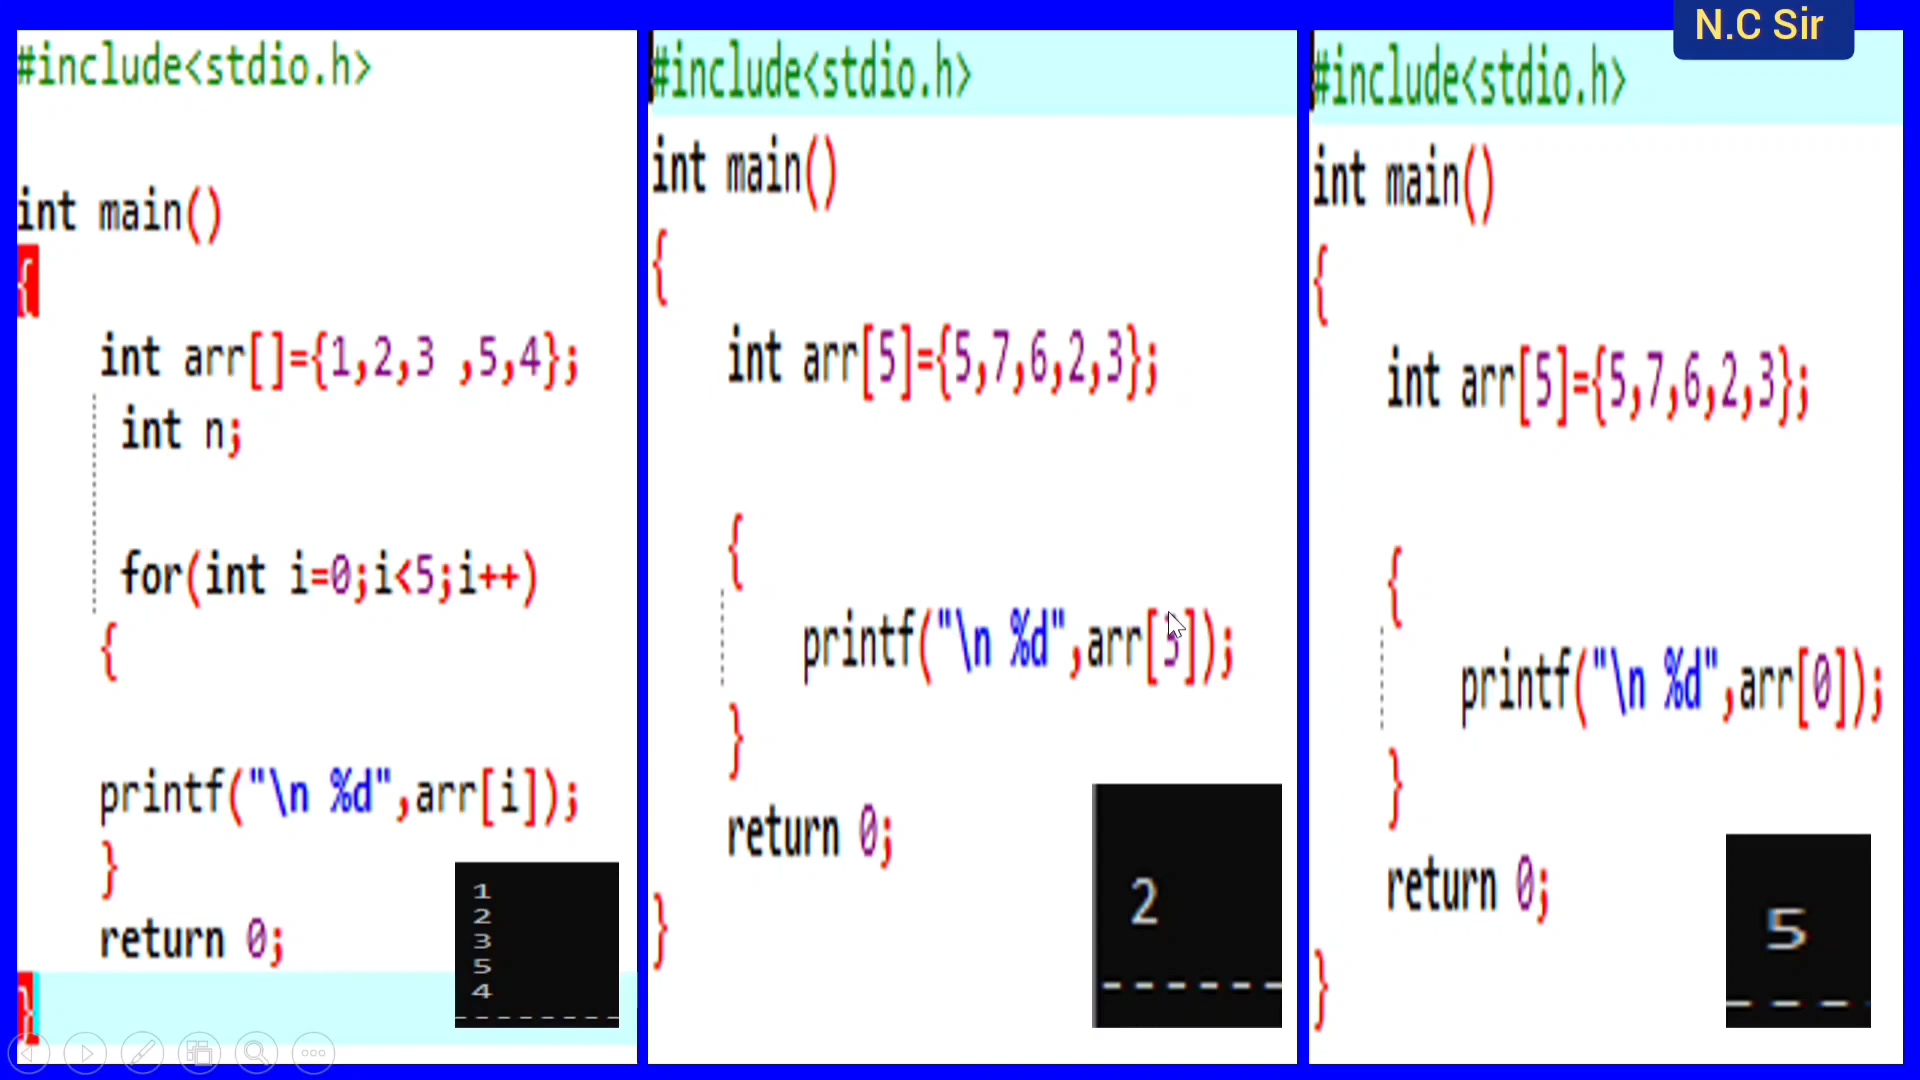 N.C Sir
#include<stdio.h>
int main()
{
int arr[]={1,2,3 ,5,4};
int n;
for(int i=0;i<5;i++)
{
printf("\n %d",arr[i]);
}
return 0;
}
1
2
3
5
4
#include<stdio.h>
int main()
{
int arr[5]={5,7,6,2,3};
{
printf("\n %d",arr[3]);
}
return 0;
}
2
#include<stdio.h>
int main()
{
int arr[5]={5,7,6,2,3};
{
printf("\n %d",arr[0]);
}
return 0;
}
5